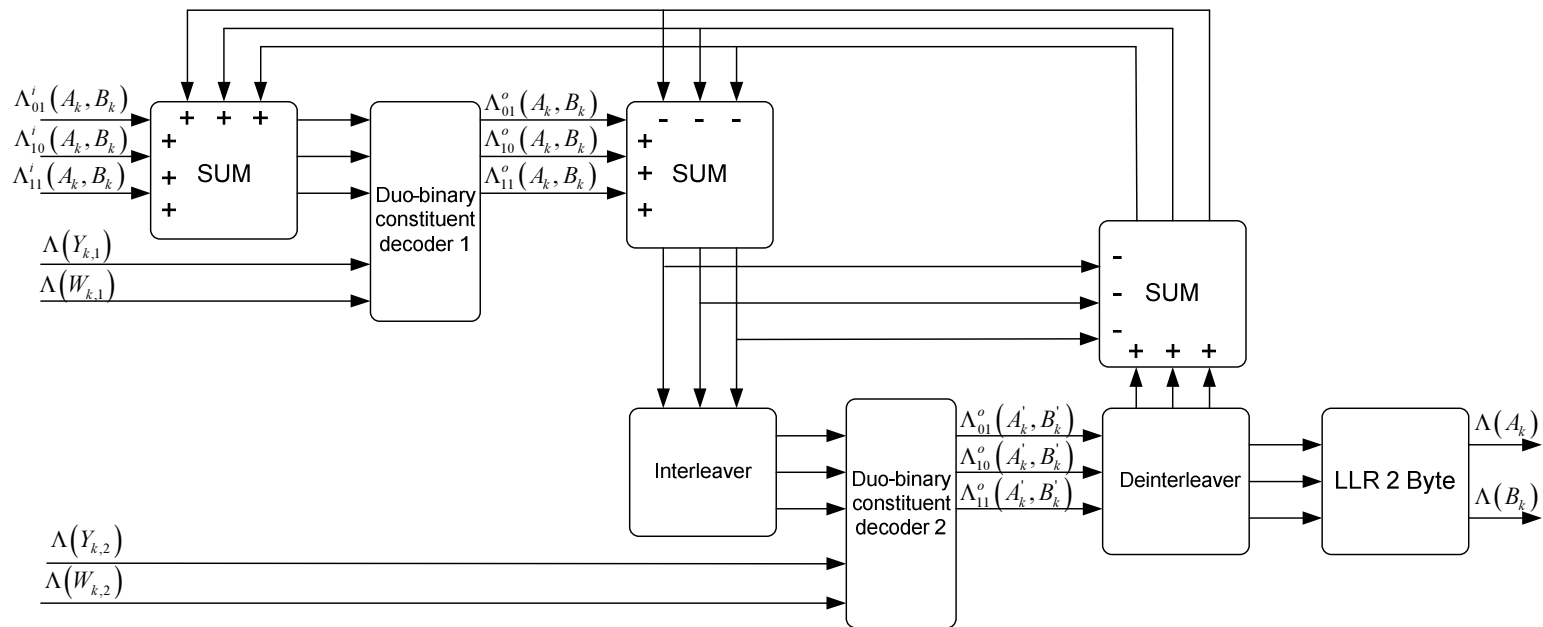 Λ^i_01(A_k, B_k)
Λ^i_10(A_k, B_k)
Λ^i_11(A_k, B_k)
+ + +
+
+
+
SUM
Λ(Y_k,1)
Λ(W_k,1)
Duo-binary
constituent
decoder 1
Λ^o_01(A_k, B_k)
Λ^o_10(A_k, B_k)
Λ^o_11(A_k, B_k)
- - -
+
+
+
SUM
-
-
-
SUM
+ + +
Interleaver
Λ(Y_k,2)
Λ(W_k,2)
Duo-binary
constituent
decoder 2
Λ^o_01(A'_k, B'_k)
Λ^o_10(A'_k, B'_k)
Λ^o_11(A'_k, B'_k)
Deinterleaver
LLR 2 Byte
Λ(A_k)
Λ(B_k)